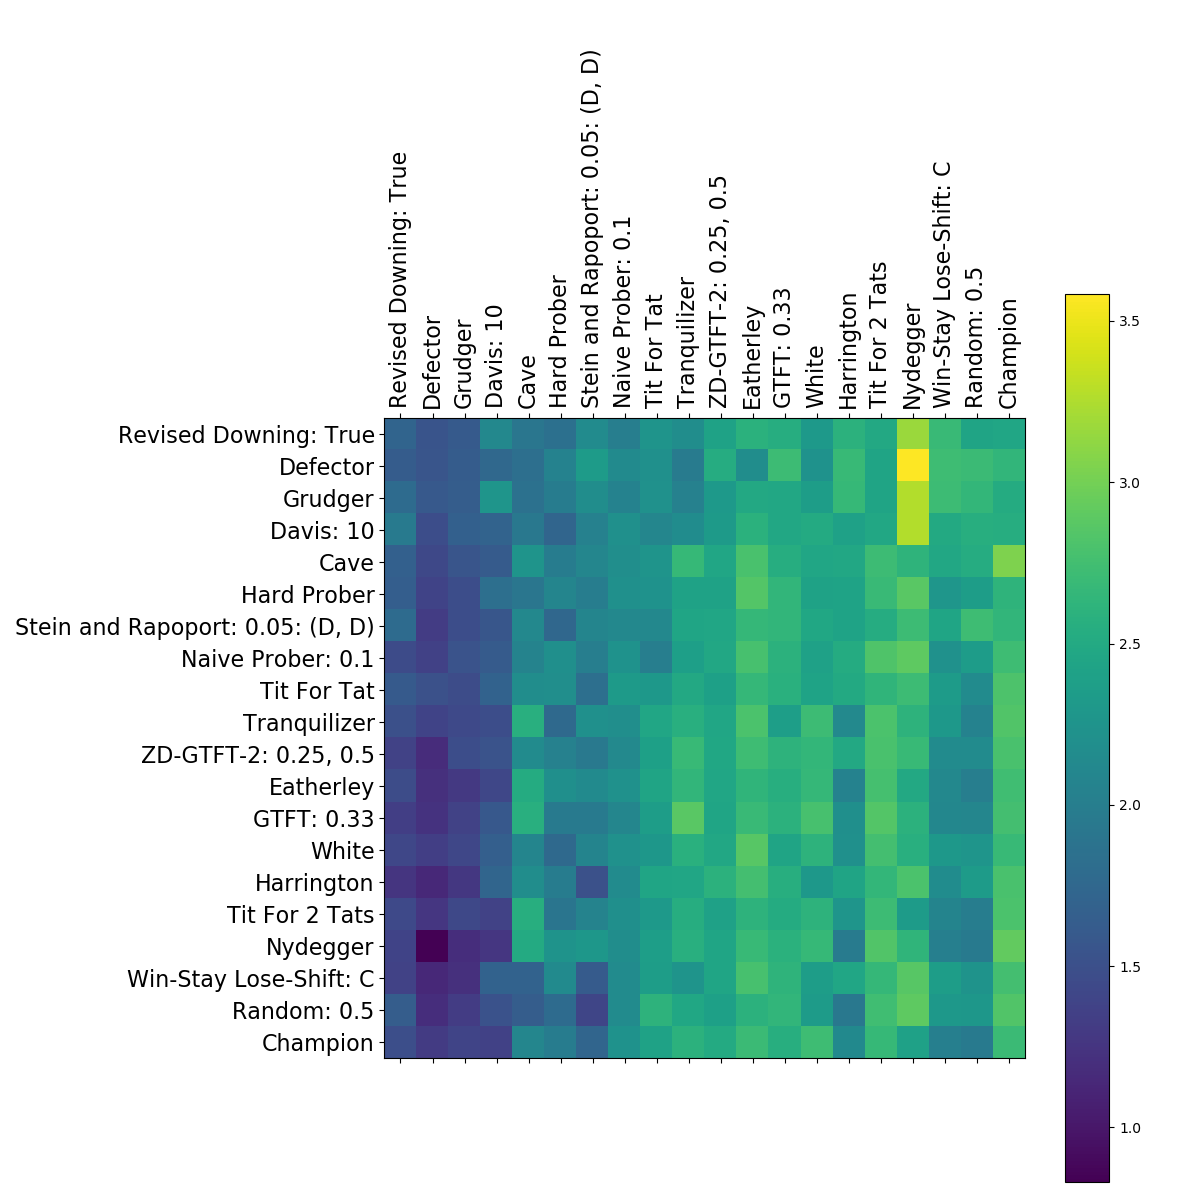 Revised Downing: True
Defector
Grudger
Davis: 10
Cave
Hard Prober
Stein and Rapoport: 0.05: (D, D)
Naive Prober: 0.1
Tit For Tat
Tranquilizer
ZD-GTFT-2: 0.25, 0.5
Eatherley
GTFT: 0.33
White
Harrington
Tit For 2 Tats
Nydegger
Win-Stay Lose-Shift: C
Random: 0.5
Champion
Revised Downing: True
Defector
Grudger
Davis: 10
Cave
Hard Prober
Stein and Rapoport: 0.05: (D, D)
Naive Prober: 0.1
Tit For Tat
Tranquilizer
ZD-GTFT-2: 0.25, 0.5
Eatherley
GTFT: 0.33
White
Harrington
Tit For 2 Tats
Nydegger
Win-Stay Lose-Shift: C
Random: 0.5
Champion
3.5
3.0
2.5
2.0
1.5
1.0